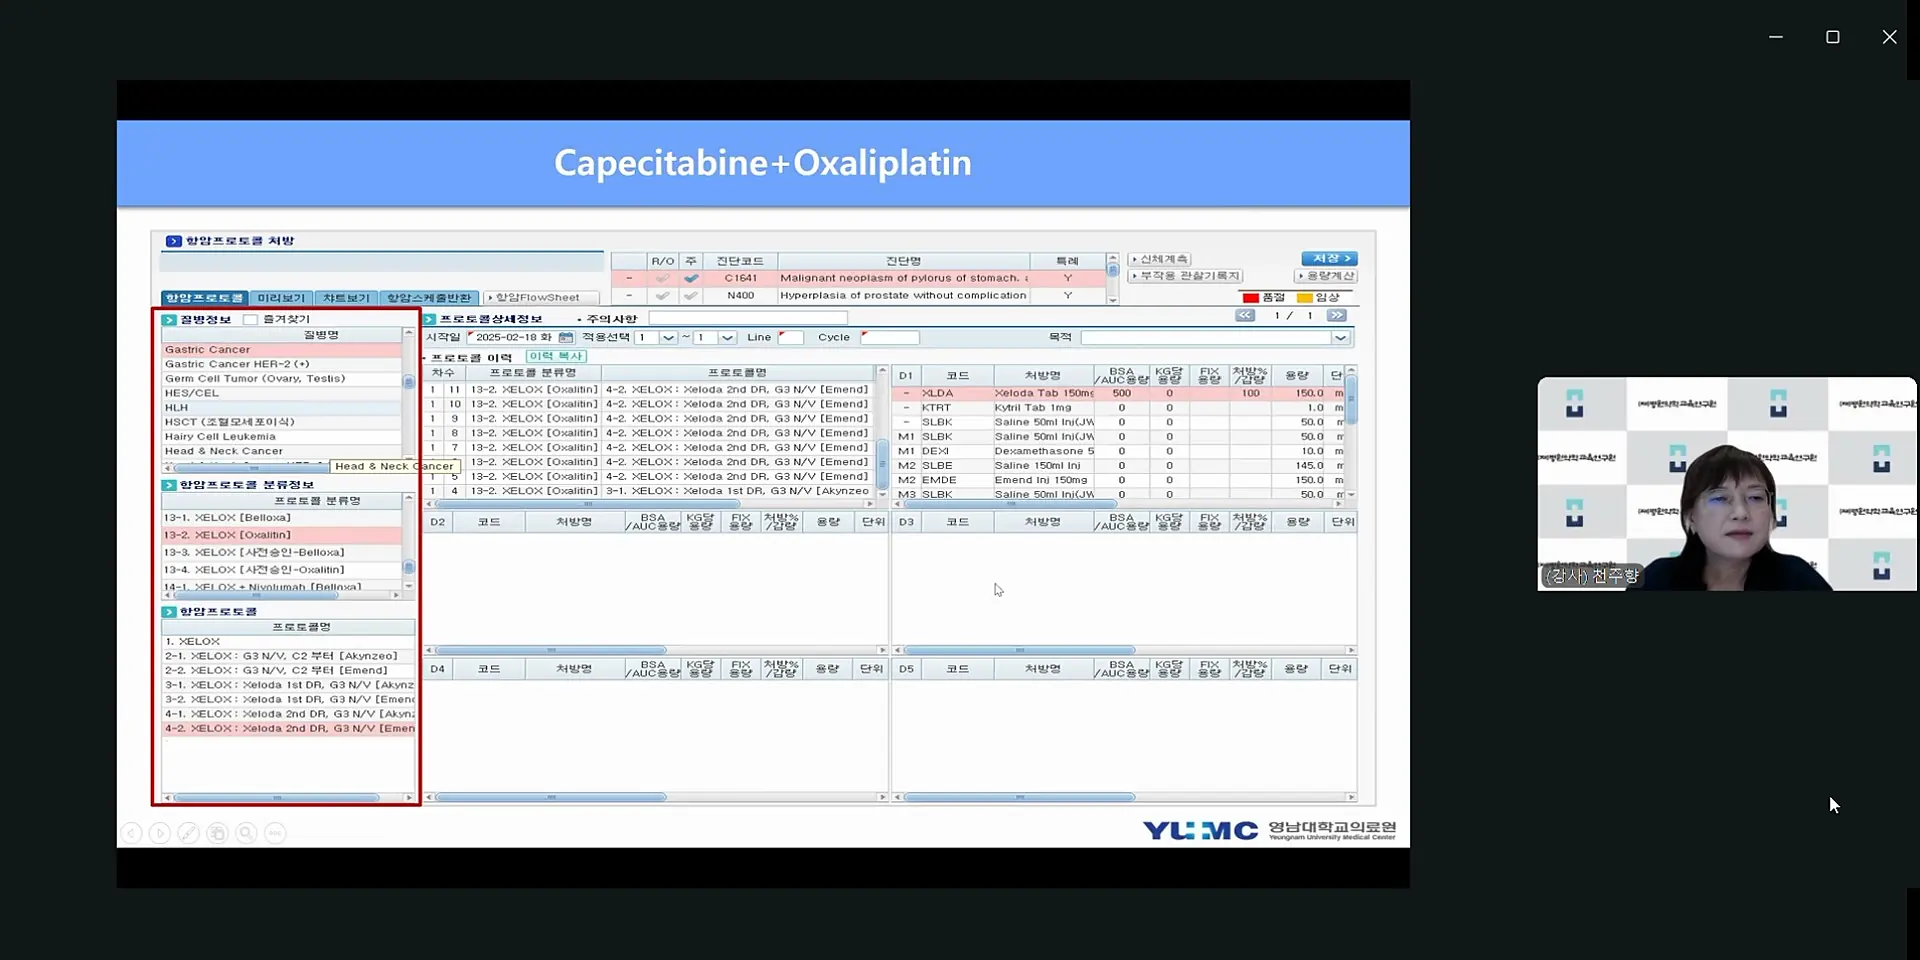 Capecitabine+Oxaliplatin
항암프로토콜 처방
R/O 주 진단코드 진단명 특례
- C1641 Malignant neoplasm of pylorus of stomach. Y
- N400 Hyperplasia of prostate without complication Y
신체계측
부작용 관찰기록지
저장
용량계산
품절 임상
항암프로토콜 미리보기 챠트보기 항암스케줄반환 항암FlowSheet
질병정보 즐겨찾기
질병명
Gastric Cancer
Gastric Cancer HER-2 (+)
Germ Cell Tumor (Ovary, Testis)
HES/CEL
HLH
HSCT (조혈모세포이식)
Hairy Cell Leukemia
Head & Neck Cancer
Head & Neck Cancer
항암프로토콜 분류정보
프로토콜 분류명
13-1. XELOX [Belloxa]
13-2. XELOX [Oxalitin]
13-3. XELOX [사전승인-Belloxa]
13-4. XELOX [사전승인-Oxalitin]
14-1. XELOX + Nivolumab [Belloxa]
항암프로토콜
프로토콜명
1. XELOX
2-1. XELOX : G3 N/V, C2 부터 [Akynzeo]
2-2. XELOX : G3 N/V, C2 부터 [Emend]
3-1. XELOX : Xeloda 1st DR, G3 N/V [Akynz
3-2. XELOX : Xeloda 1st DR, G3 N/V [Emen
4-1. XELOX : Xeloda 2nd DR, G3 N/V [Akyn
4-2. XELOX : Xeloda 2nd DR, G3 N/V [Emen
프로토콜상세정보 주의사항
1 / 1
시작일 2025-02-18 화 적용선택 1 ~ 1 Line Cycle 목적
프로토콜 이력 이력 복사
차수 프로토콜 분류명 프로토콜명
1 11 13-2. XELOX [Oxalitin] 4-2. XELOX : Xeloda 2nd DR, G3 N/V [Emend]
1 10 13-2. XELOX [Oxalitin] 4-2. XELOX : Xeloda 2nd DR, G3 N/V [Emend]
1 9 13-2. XELOX [Oxalitin] 4-2. XELOX : Xeloda 2nd DR, G3 N/V [Emend]
1 8 13-2. XELOX [Oxalitin] 4-2. XELOX : Xeloda 2nd DR, G3 N/V [Emend]
1 7 13-2. XELOX [Oxalitin] 4-2. XELOX : Xeloda 2nd DR, G3 N/V [Emend]
13-2. XELOX [Oxalitin] 4-2. XELOX : Xeloda 2nd DR, G3 N/V [Emend]
1 5 13-2. XELOX [Oxalitin] 4-2. XELOX : Xeloda 2nd DR, G3 N/V [Emend]
1 4 13-2. XELOX [Oxalitin] 3-1. XELOX : Xeloda 1st DR, G3 N/V [Akynzeo
D1 코드 처방명 BSA/AUC용량 KG당 용량 FIX 용량 처방%/감량 용량 단
- XLDA Xeloda Tab 150mg 500 0 100 150.0 m
- KTRT Kytril Tab 1mg 0 0 1.0 m
- SLBK Saline 50ml Inj(JW 0 0 50.0 m
M1 SLBK Saline 50ml Inj(JW 0 0 50.0 m
M1 DEXI Dexamethasone 5 0 0 10.0 m
M2 SLBE Saline 150ml Inj 0 0 145.0 m
M2 EMDE Emend Inj 150mg 0 0 150.0 m
M3 SLBK Saline 50ml Inj(JW 0 0 50.0 m
D2 코드 처방명 BSA/AUC용량 KG당 용량 FIX 용량 처방%/감량 용량 단위
D3 코드 처방명 BSA/AUC용량 KG당 용량 FIX 용량 처방%/감량 용량 단위
D4 코드 처방명 BSA/AUC용량 KG당 용량 FIX 용량 처방%/감량 용량 단위
D5 코드 처방명 BSA/AUC용량 KG당 용량 FIX 용량 처방%/감량 용량 단위
YUMC 영남대학교의료원
Yeungnam University Medical Center
(강사) 천주향